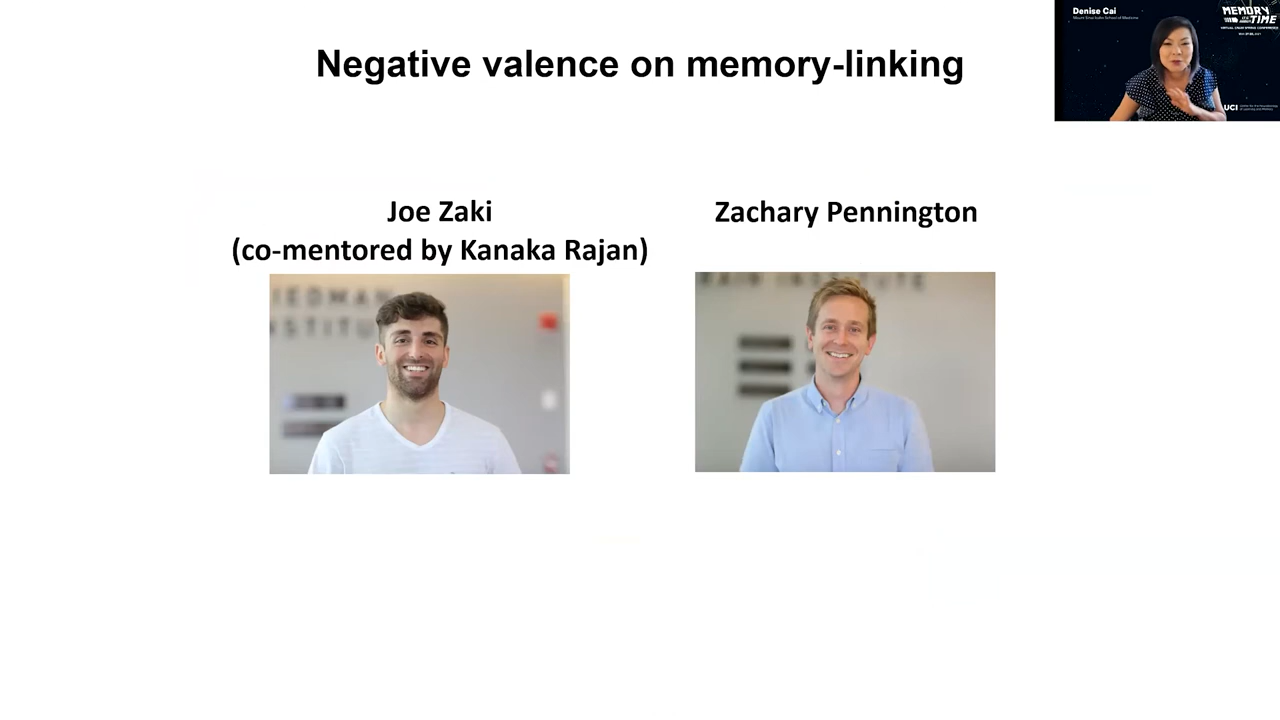 Negative valence on memory-linking
Denise Cai
Mount Sinai Icahn School of Medicine
MEMORY
TIME
UCI
Joe Zaki
(co-mentored by Kanaka Rajan)
Zachary Pennington